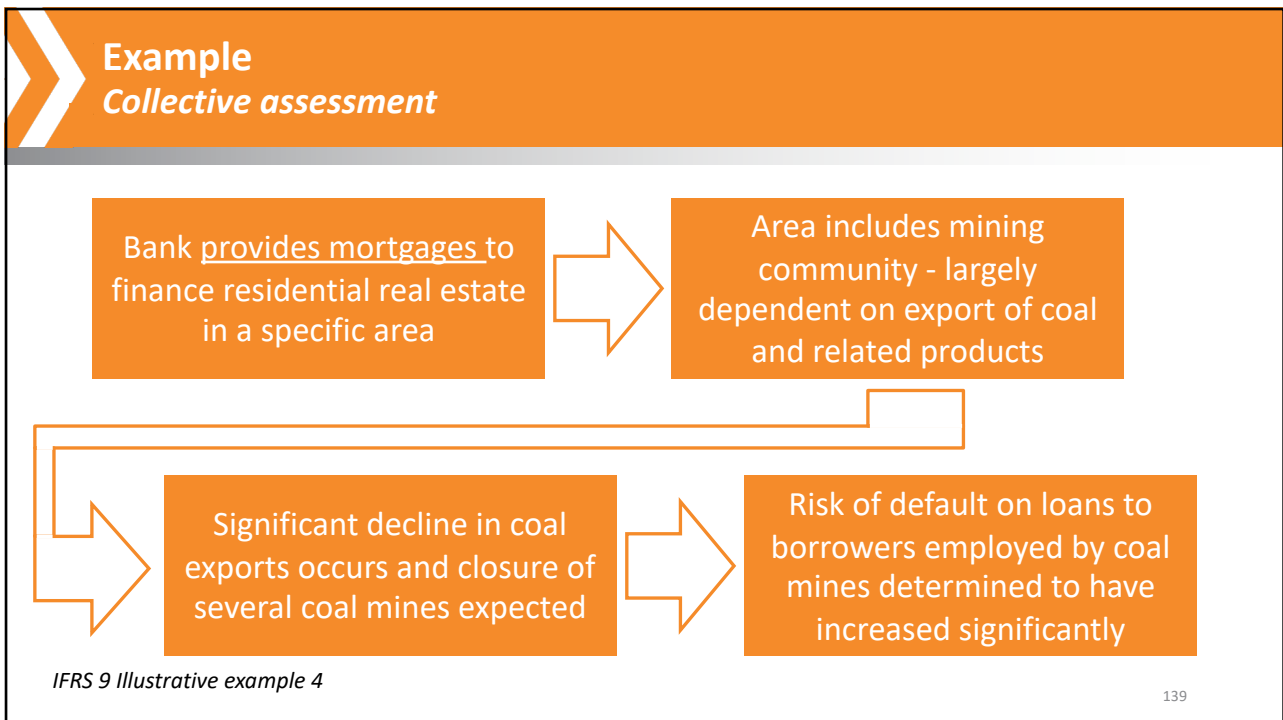 Example
Collective assessment
Bank provides mortgages to
finance residential real estate
in a specific area
Area includes mining
community - largely
dependent on export of coal
and related products
Significant decline in coal
exports occurs and closure of
several coal mines expected
Risk of default on loans to
borrowers employed by coal
mines determined to have
increased significantly
IFRS 9 Illustrative example 4
139